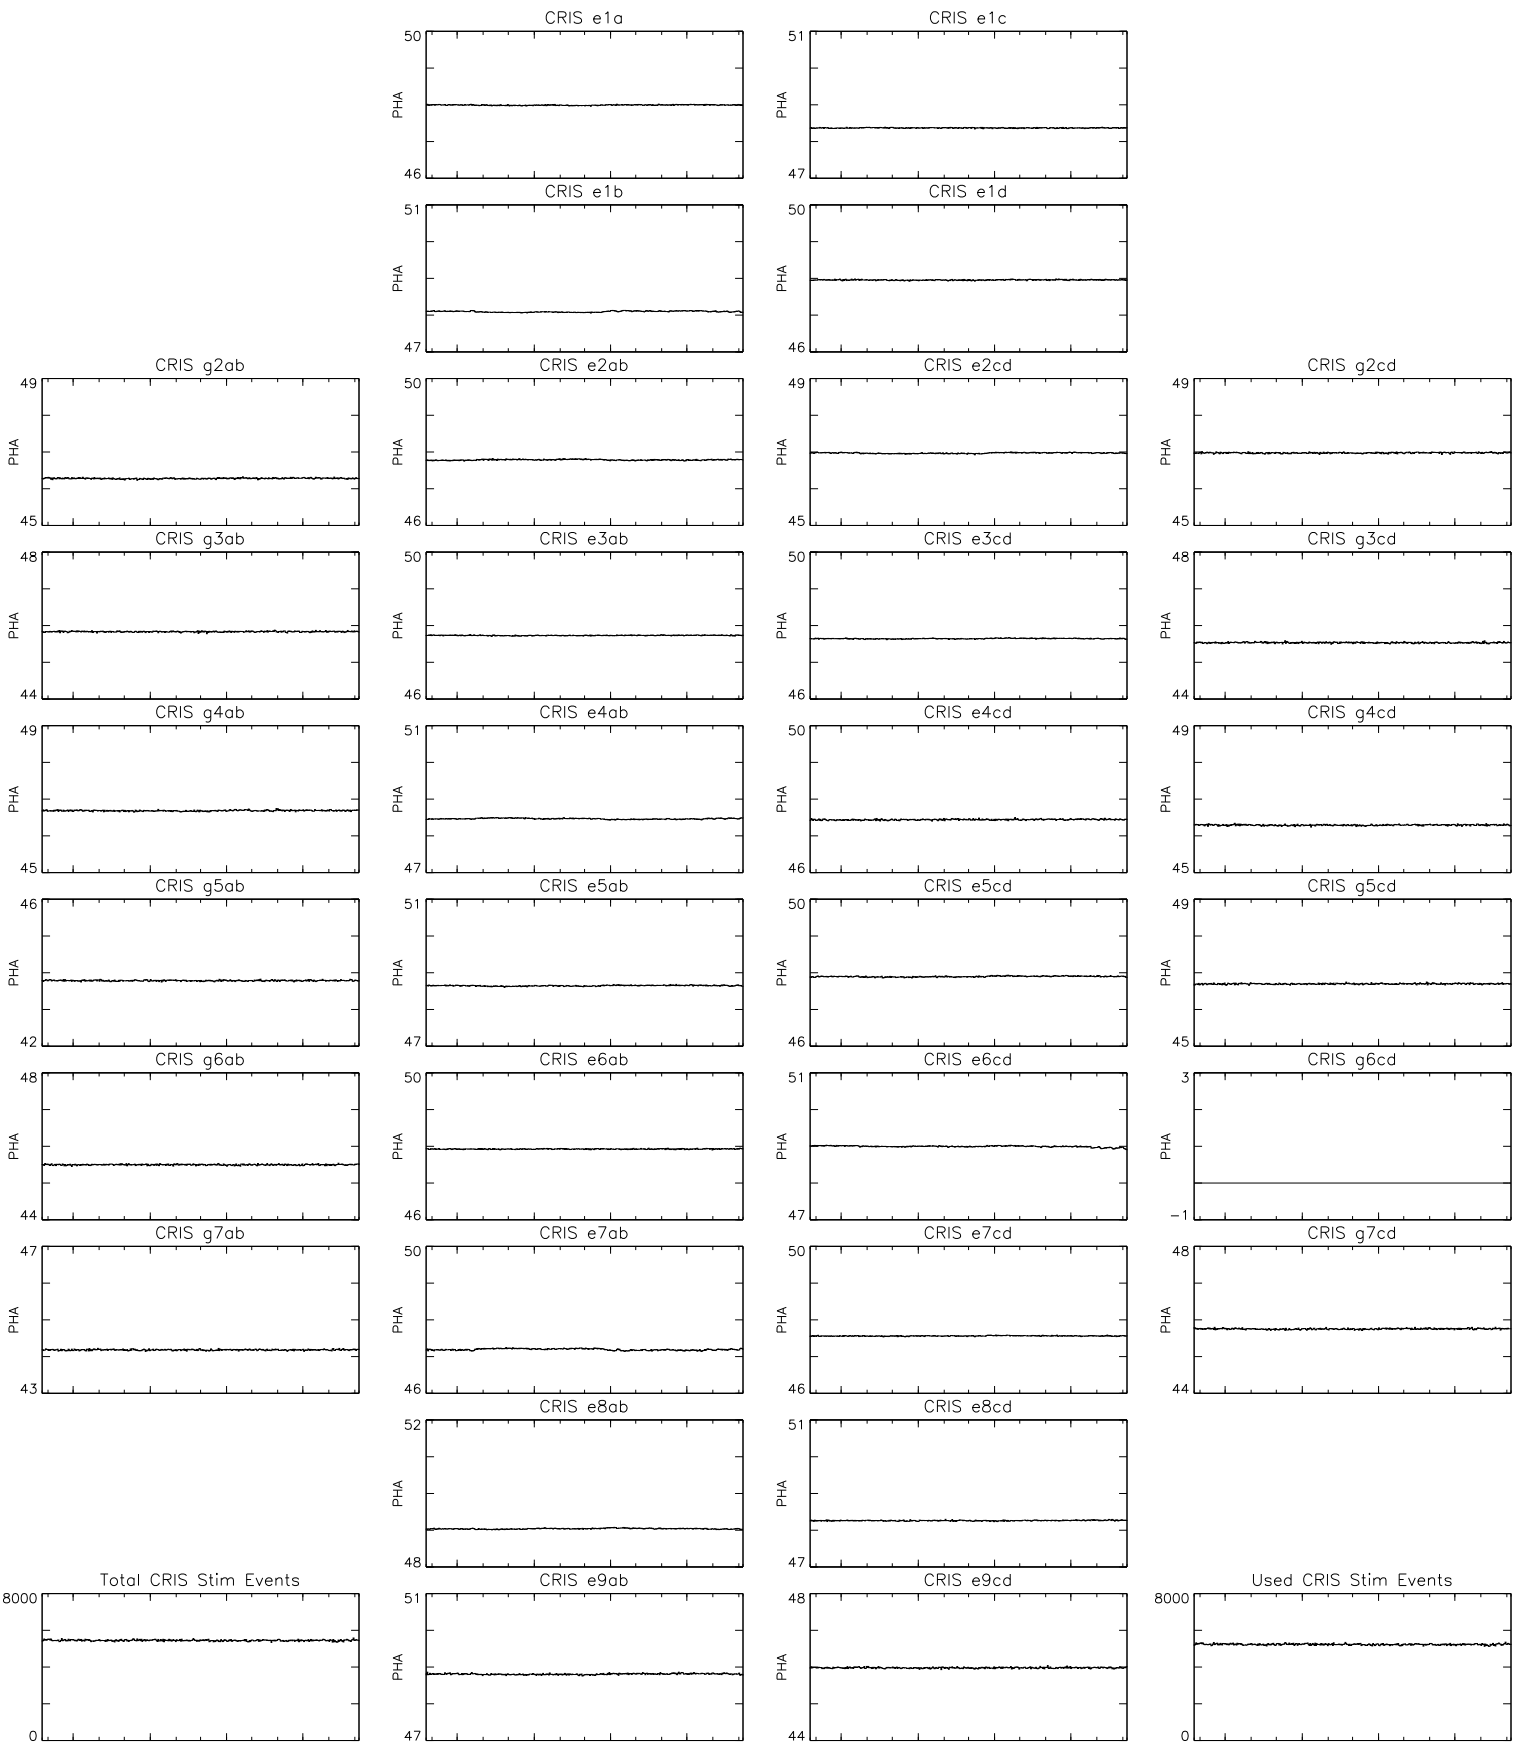 CRIS e1a
CRIS e1c
50
PHA
46
51
PHA
47
CRIS e1b
CRIS e1d
51
PHA
47
50
PHA
46
CRIS g2ab
CRIS e2ab
CRIS e2cd
CRIS g2cd
49
PHA
45
50
PHA
46
49
PHA
45
49
PHA
45
CRIS g3ab
CRIS e3ab
CRIS e3cd
CRIS g3cd
48
PHA
44
50
PHA
46
50
PHA
46
48
PHA
44
CRIS g4ab
CRIS e4ab
CRIS e4cd
CRIS g4cd
49
PHA
45
51
PHA
47
50
PHA
46
49
PHA
45
CRIS g5ab
CRIS e5ab
CRIS e5cd
CRIS g5cd
46
PHA
42
51
PHA
47
50
PHA
46
49
PHA
45
CRIS g6ab
CRIS e6ab
CRIS e6cd
CRIS g6cd
48
PHA
44
50
PHA
46
51
PHA
47
3
PHA
−1
CRIS g7ab
CRIS e7ab
CRIS e7cd
CRIS g7cd
47
PHA
43
50
PHA
46
50
PHA
46
48
PHA
44
CRIS e8ab
CRIS e8cd
52
PHA
48
51
PHA
47
Total CRIS Stim Events
CRIS e9ab
CRIS e9cd
Used CRIS Stim Events
8000
0
51
PHA
47
48
PHA
44
8000
0